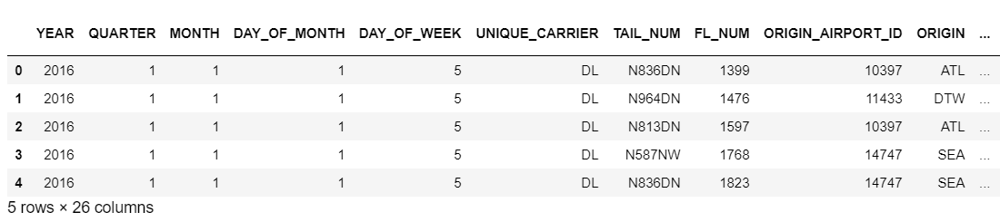 YEAR QUARTER MONTH DAY_OF_MONTH DAY_OF_WEEK UNIQUE_CARRIER TAIL_NUM FL_NUM ORIGIN_AIRPORT_ID ORIGIN ...
0 2016 1 1 1 5 DL N836DN 1399 10397 ATL ...
1 2016 1 1 1 5 DL N964DN 1476 11433 DTW ...
2 2016 1 1 1 5 DL N813DN 1597 10397 ATL ...
3 2016 1 1 1 5 DL N587NW 1768 14747 SEA ...
4 2016 1 1 1 5 DL N836DN 1823 14747 SEA ...
5 rows × 26 columns